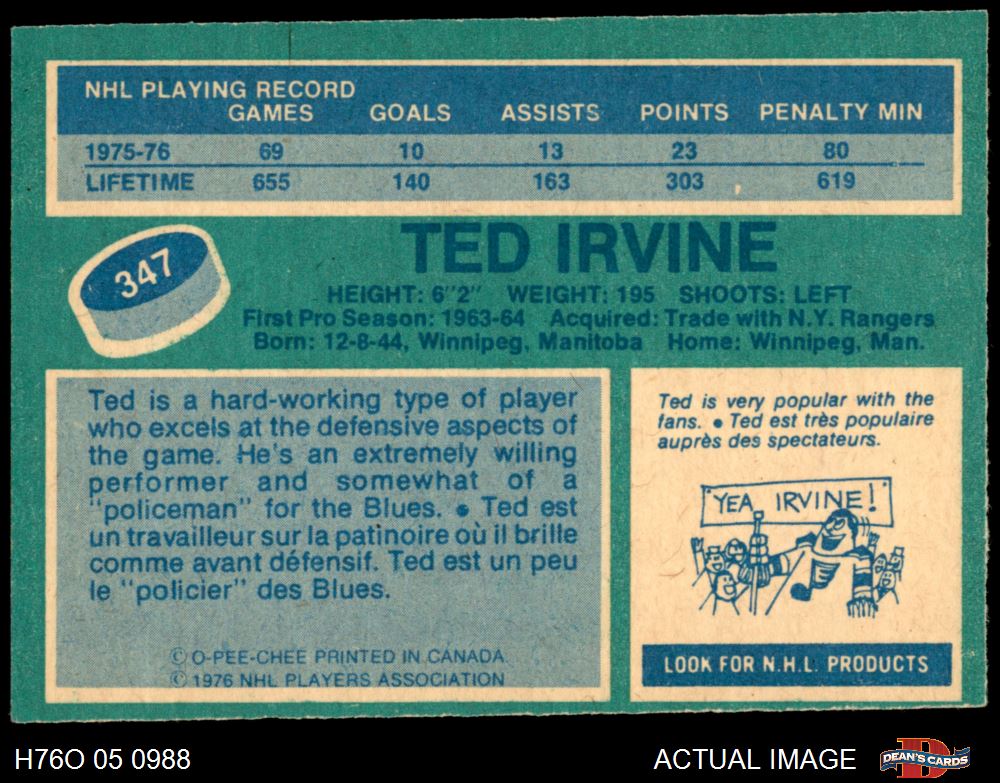 NHL PLAYING RECORD
GAMES GOALS ASSISTS POINTS PENALTY MIN
1975-76 69 10 13 23 80
LIFETIME 655 140 163 303 619
347
TED IRVINE
HEIGHT: 6'2" WEIGHT: 195 SHOOTS: LEFT
First Pro Season: 1963-64 Acquired: Trade with N.Y. Rangers
Born: 12-8-44, Winnipeg, Manitoba Home: Winnipeg, Man.
Ted is a hard-working type of player
who excels at the defensive aspects of
the game. He's an extremely willing
performer and somewhat of a
"policeman" for the Blues. • Ted est
un travailleur sur la patinoire où il brille
comme avant défensif. Ted est un peu
le "policier" des Blues.
© O-PEE-CHEE PRINTED IN CANADA
© 1976 NHL PLAYERS ASSOCIATION
Ted is very popular with the
fans. • Ted est très populaire
auprès des spectateurs.
YEA IRVINE!
LOOK FOR N.H.L. PRODUCTS
H76O 05 0988
ACTUAL IMAGE
D
DEAN'S CARDS